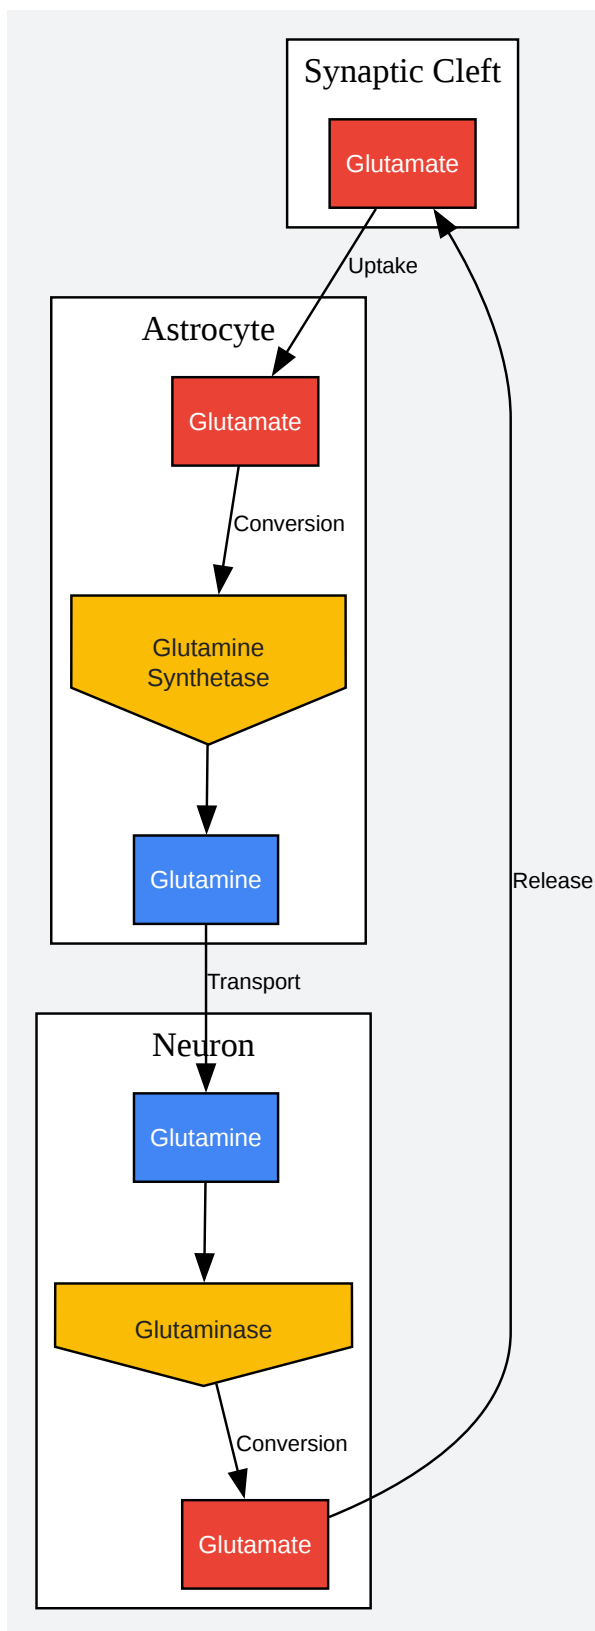 Synaptic Cleft
Glutamate
Uptake
Astrocyte
Glutamate
Conversion
Glutamine
Synthetase
Glutamine
Release
Transport
Neuron
Glutamine
Glutaminase
Conversion
Glutamate